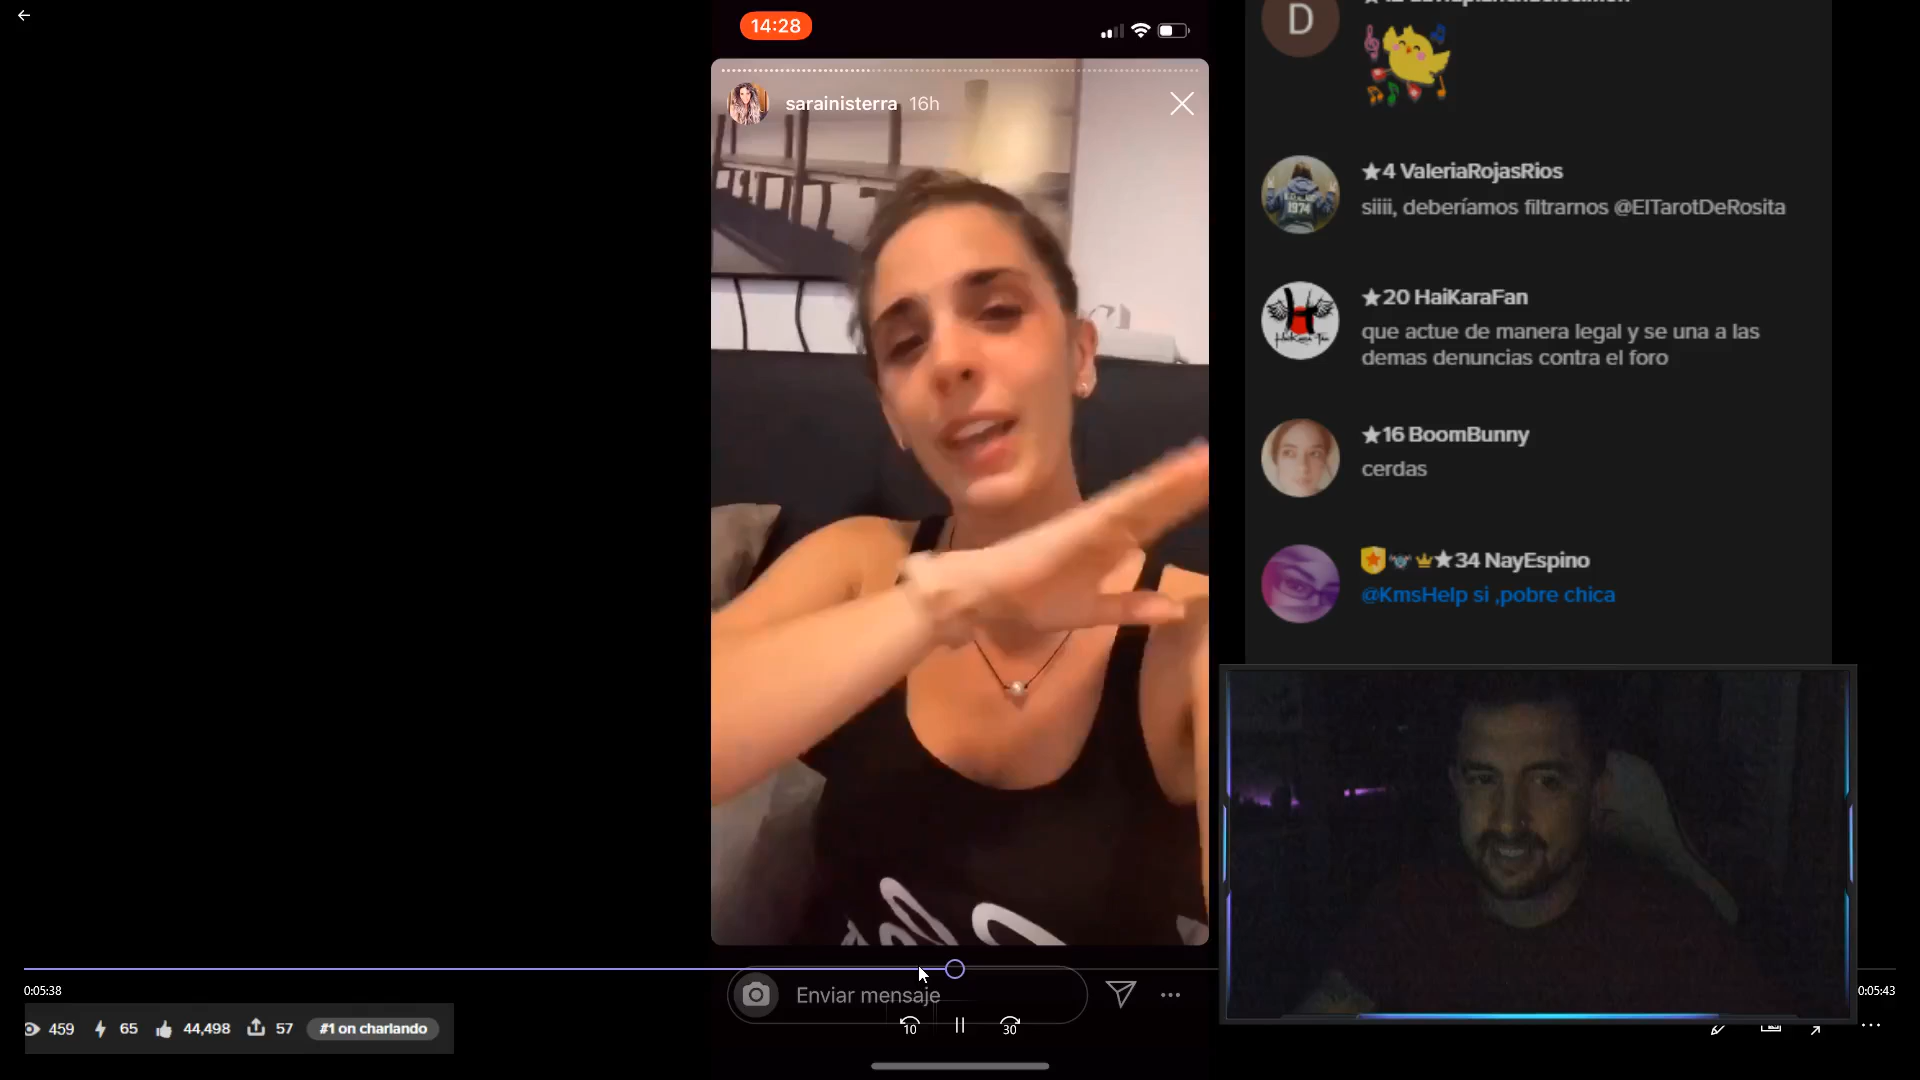 14:28
sarainisterra 16h
D
★4 ValeriaRojasRios
siiii, deberíamos filtrarnos @ElTarotDeRosita
1974
★20 HaiKaraFan
que actue de manera legal y se una a las
demas denuncias contra el foro
★16 BoomBunny
cerdas
★34 NayEspino
@KmsHelp si ,pobre chica
0:05:38
0:05:43
Enviar mensaje
10
30
459 65 44,498 57 #1 on charlando